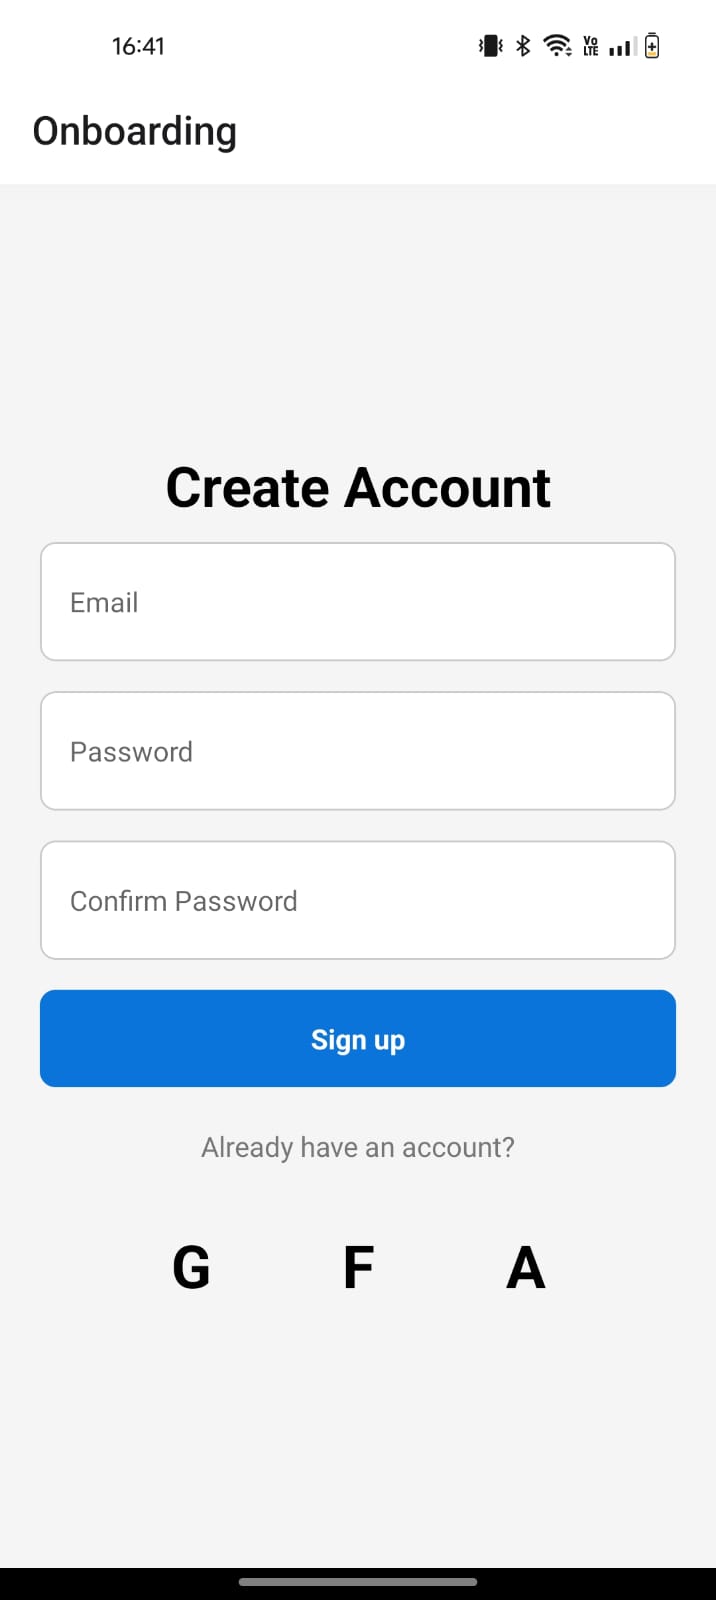 16:41 Vo LTE
Onboarding
Create Account
Email
Password
Confirm Password
Sign up
Already have an account?
G F A